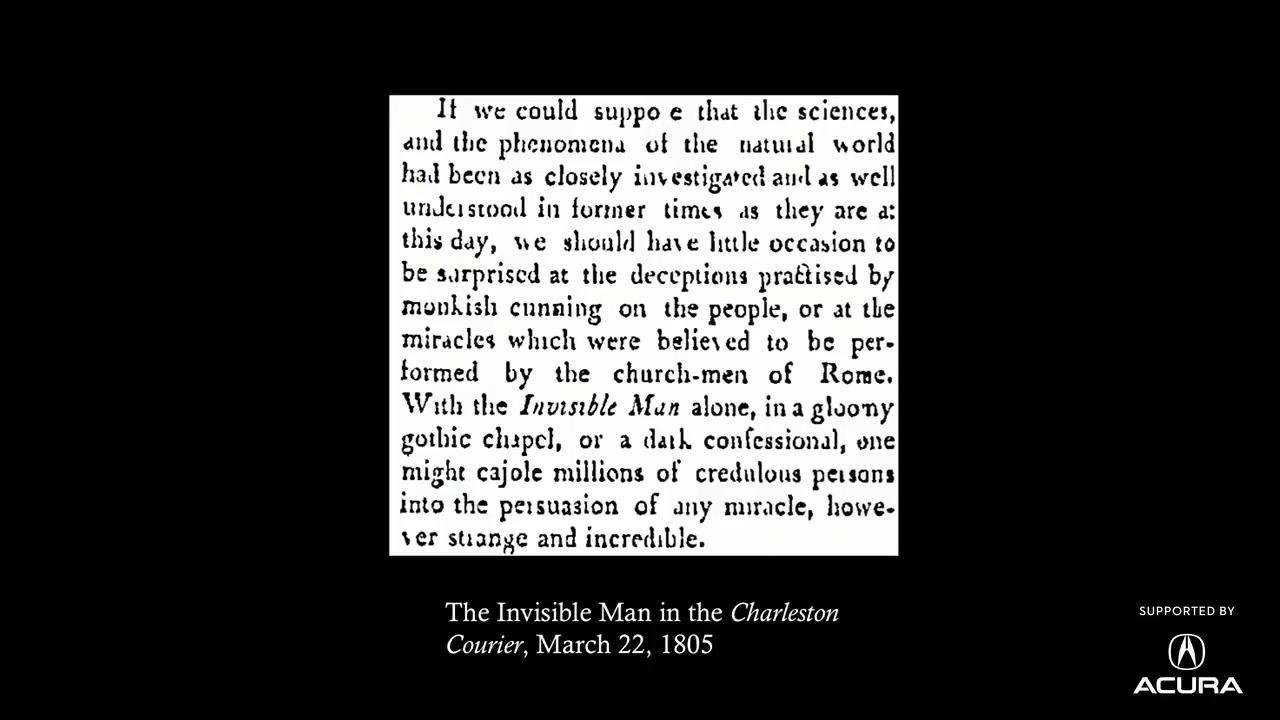 If we could suppo e that the sciences,
and the phenomena of the natural world
had been as closely investigated and as well
understood in former times as they are at
this day, we should have little occasion to
be surprised at the deceptions practised by
monkish cunning on the people, or at the
miracles which were believed to be per-
formed by the church-men of Rome.
With the Invisible Man alone, in a gloomy
gothic chapel, or a dark confessional, one
might cajole millions of credulous persons
into the persuasion of any miracle, howe-
ver strange and incredible.
The Invisible Man in the Charleston
Courier, March 22, 1805
SUPPORTED BY
ACURA